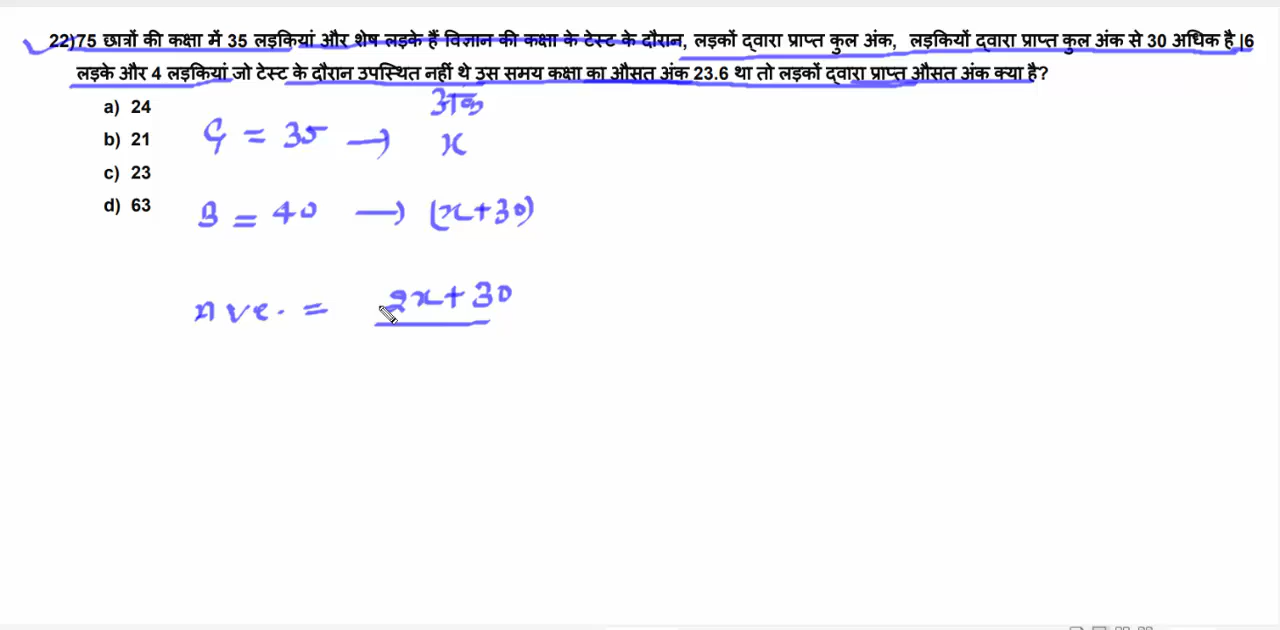 22)75 छात्रों की कक्षा में 35 लड़कियां और शेष लड़के हैं विज्ञान की कक्षा के टेस्ट के दौरान, लड़कों द्वारा प्राप्त कुल अंक, लड़कियों द्वारा प्राप्त कुल अंक से 30 अधिक है |6
लड़के और 4 लड़कियां जो टेस्ट के दौरान उपस्थित नहीं थे उस समय कक्षा का औसत अंक 23.6 था तो लड़कों द्वारा प्राप्त औसत अंक क्या है?
a) 24
b) 21
c) 23
d) 63
अंक
G = 35 → x
B = 40 → (x+30)
Ave. = 2x+30